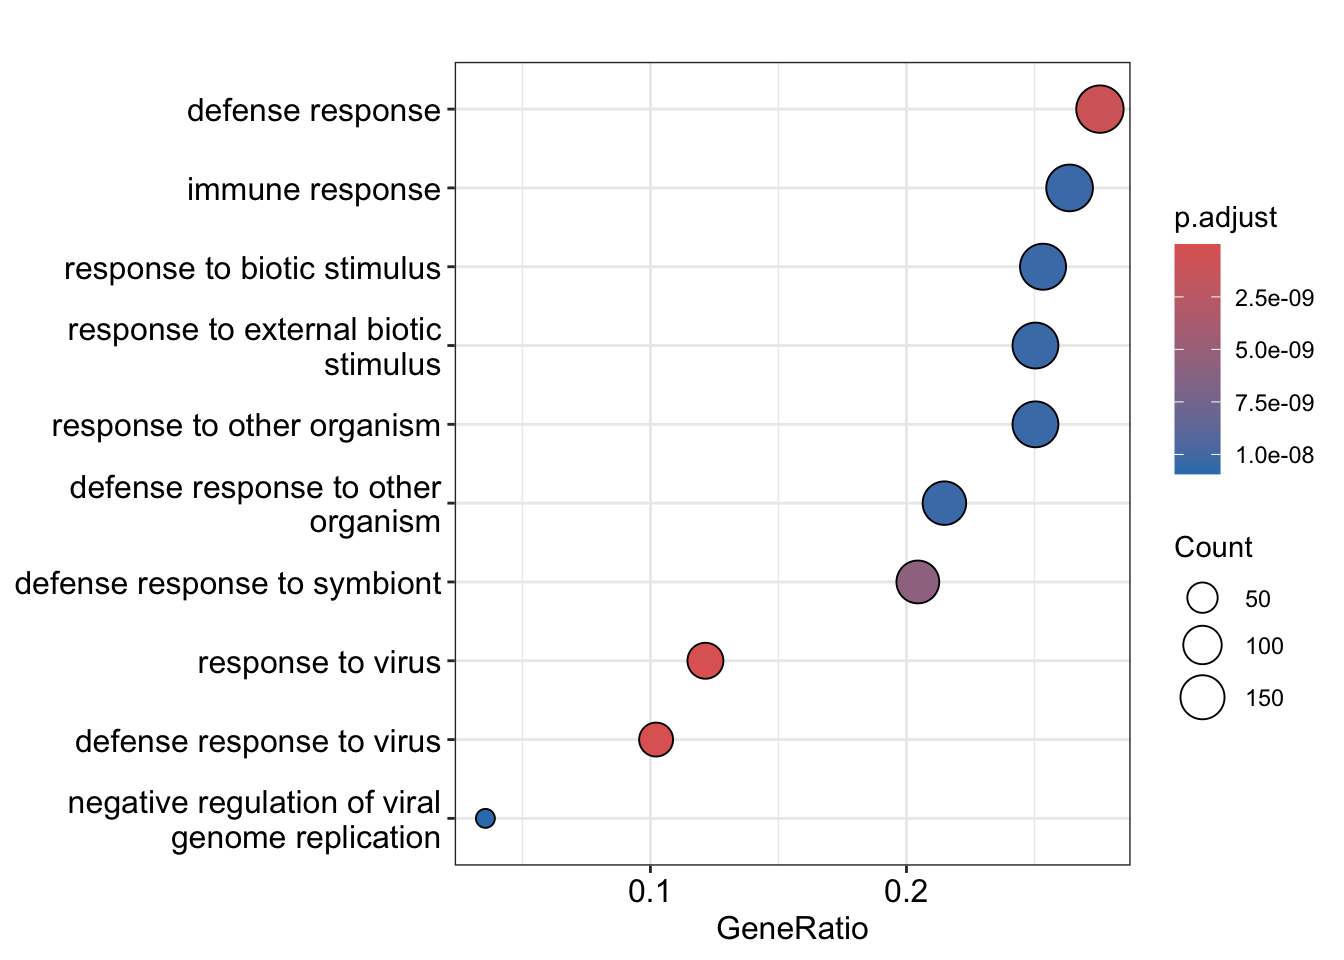 defense response
immune response
response to biotic stimulus
response to external biotic
stimulus
response to other organism
defense response to other
organism
defense response to symbiont
response to virus
defense response to virus
negative regulation of viral
genome replication
0.1
0.2
GeneRatio
p.adjust
2.5e-09
5.0e-09
7.5e-09
1.0e-08
Count
50
100
150